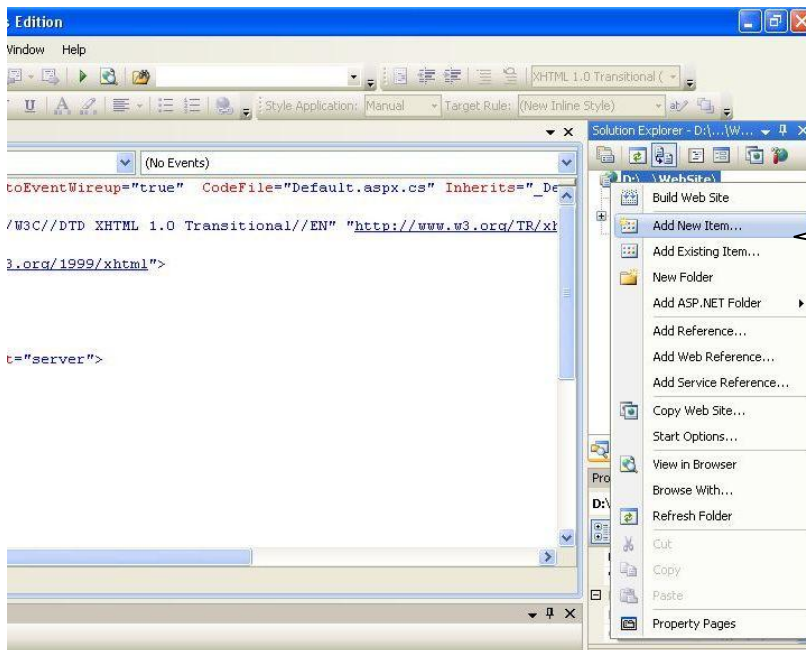 s Edition
Window Help
XHTML 1.0 Transitional (
U A Style Application: Manual Target Rule: (New Inline Style) ab
Solution Explorer - D:\...\W...
(No Events)
D:\...\WebSite\
toEventWireup="true" CodeFile="Default.aspx.cs" Inherits="_De
/W3C//DTD XHTML 1.0 Transitional//EN" "http://www.w3.org/TR/xh
3.org/1999/xhtml">
t="server">
Build Web Site
Add New Item...
Add Existing Item...
New Folder
Add ASP.NET Folder
Add Reference...
Add Web Reference...
Add Service Reference...
Copy Web Site...
Start Options...
View in Browser
Browse With...
Refresh Folder
Cut
Copy
Paste
Property Pages
Pro
D:\